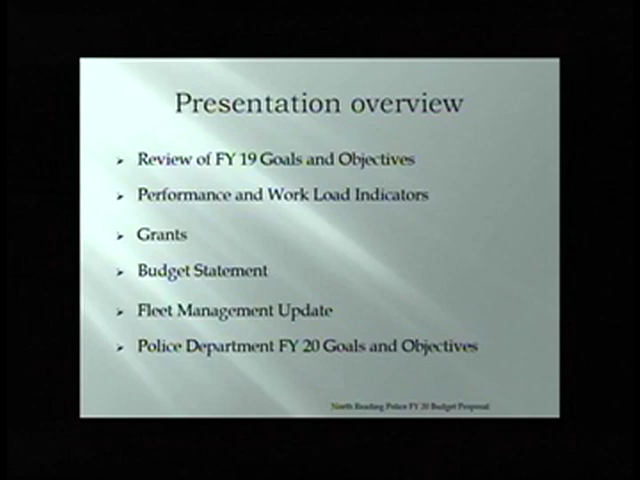 Presentation overview
Review of FY 19 Goals and Objectives
Performance and Work Load Indicators
Grants
Budget Statement
Fleet Management Update
Police Department FY 20 Goals and Objectives
North Reading Police FY 20 Budget Proposal